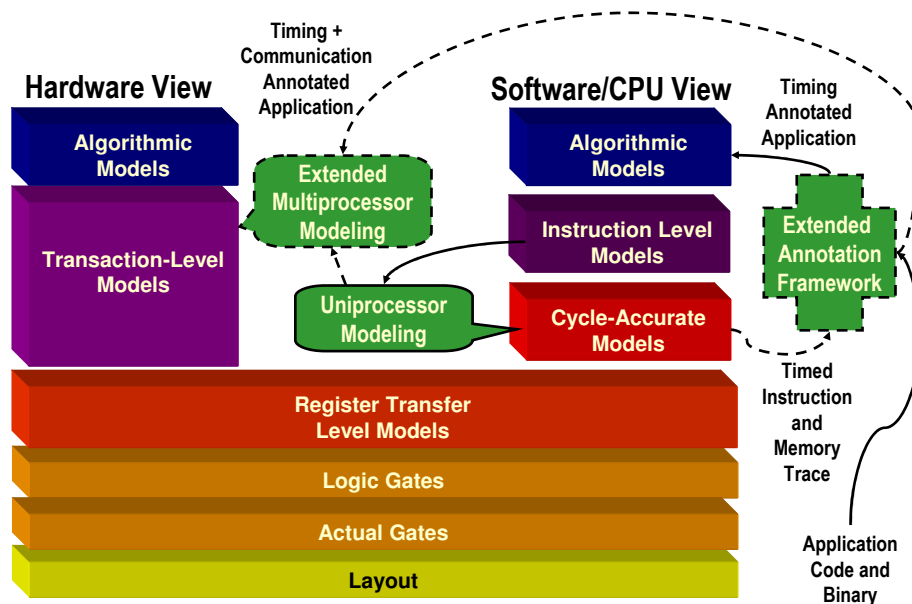 Timing +
Communication
Annotated
Application
Hardware View
Software/CPU View
Timing
Annotated
Application
Algorithmic
Models
Algorithmic
Models
Extended
Multiprocessor
Modeling
Transaction-Level
Models
Instruction Level
Models
Extended
Annotation
Framework
Uniprocessor
Modeling
Cycle-Accurate
Models
Timed
Instruction
and
Memory
Trace
Register Transfer
Level Models
Logic Gates
Actual Gates
Layout
Application
Code and
Binary